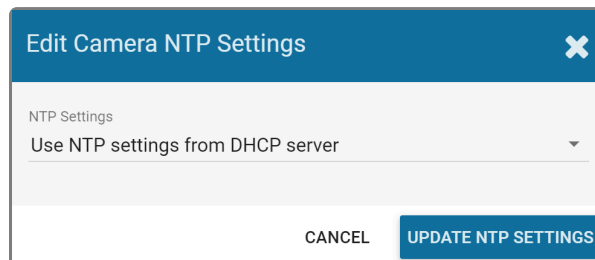 Edit Camera NTP Settings
NTP Settings
Use NTP settings from DHCP server
CANCEL UPDATE NTP SETTINGS